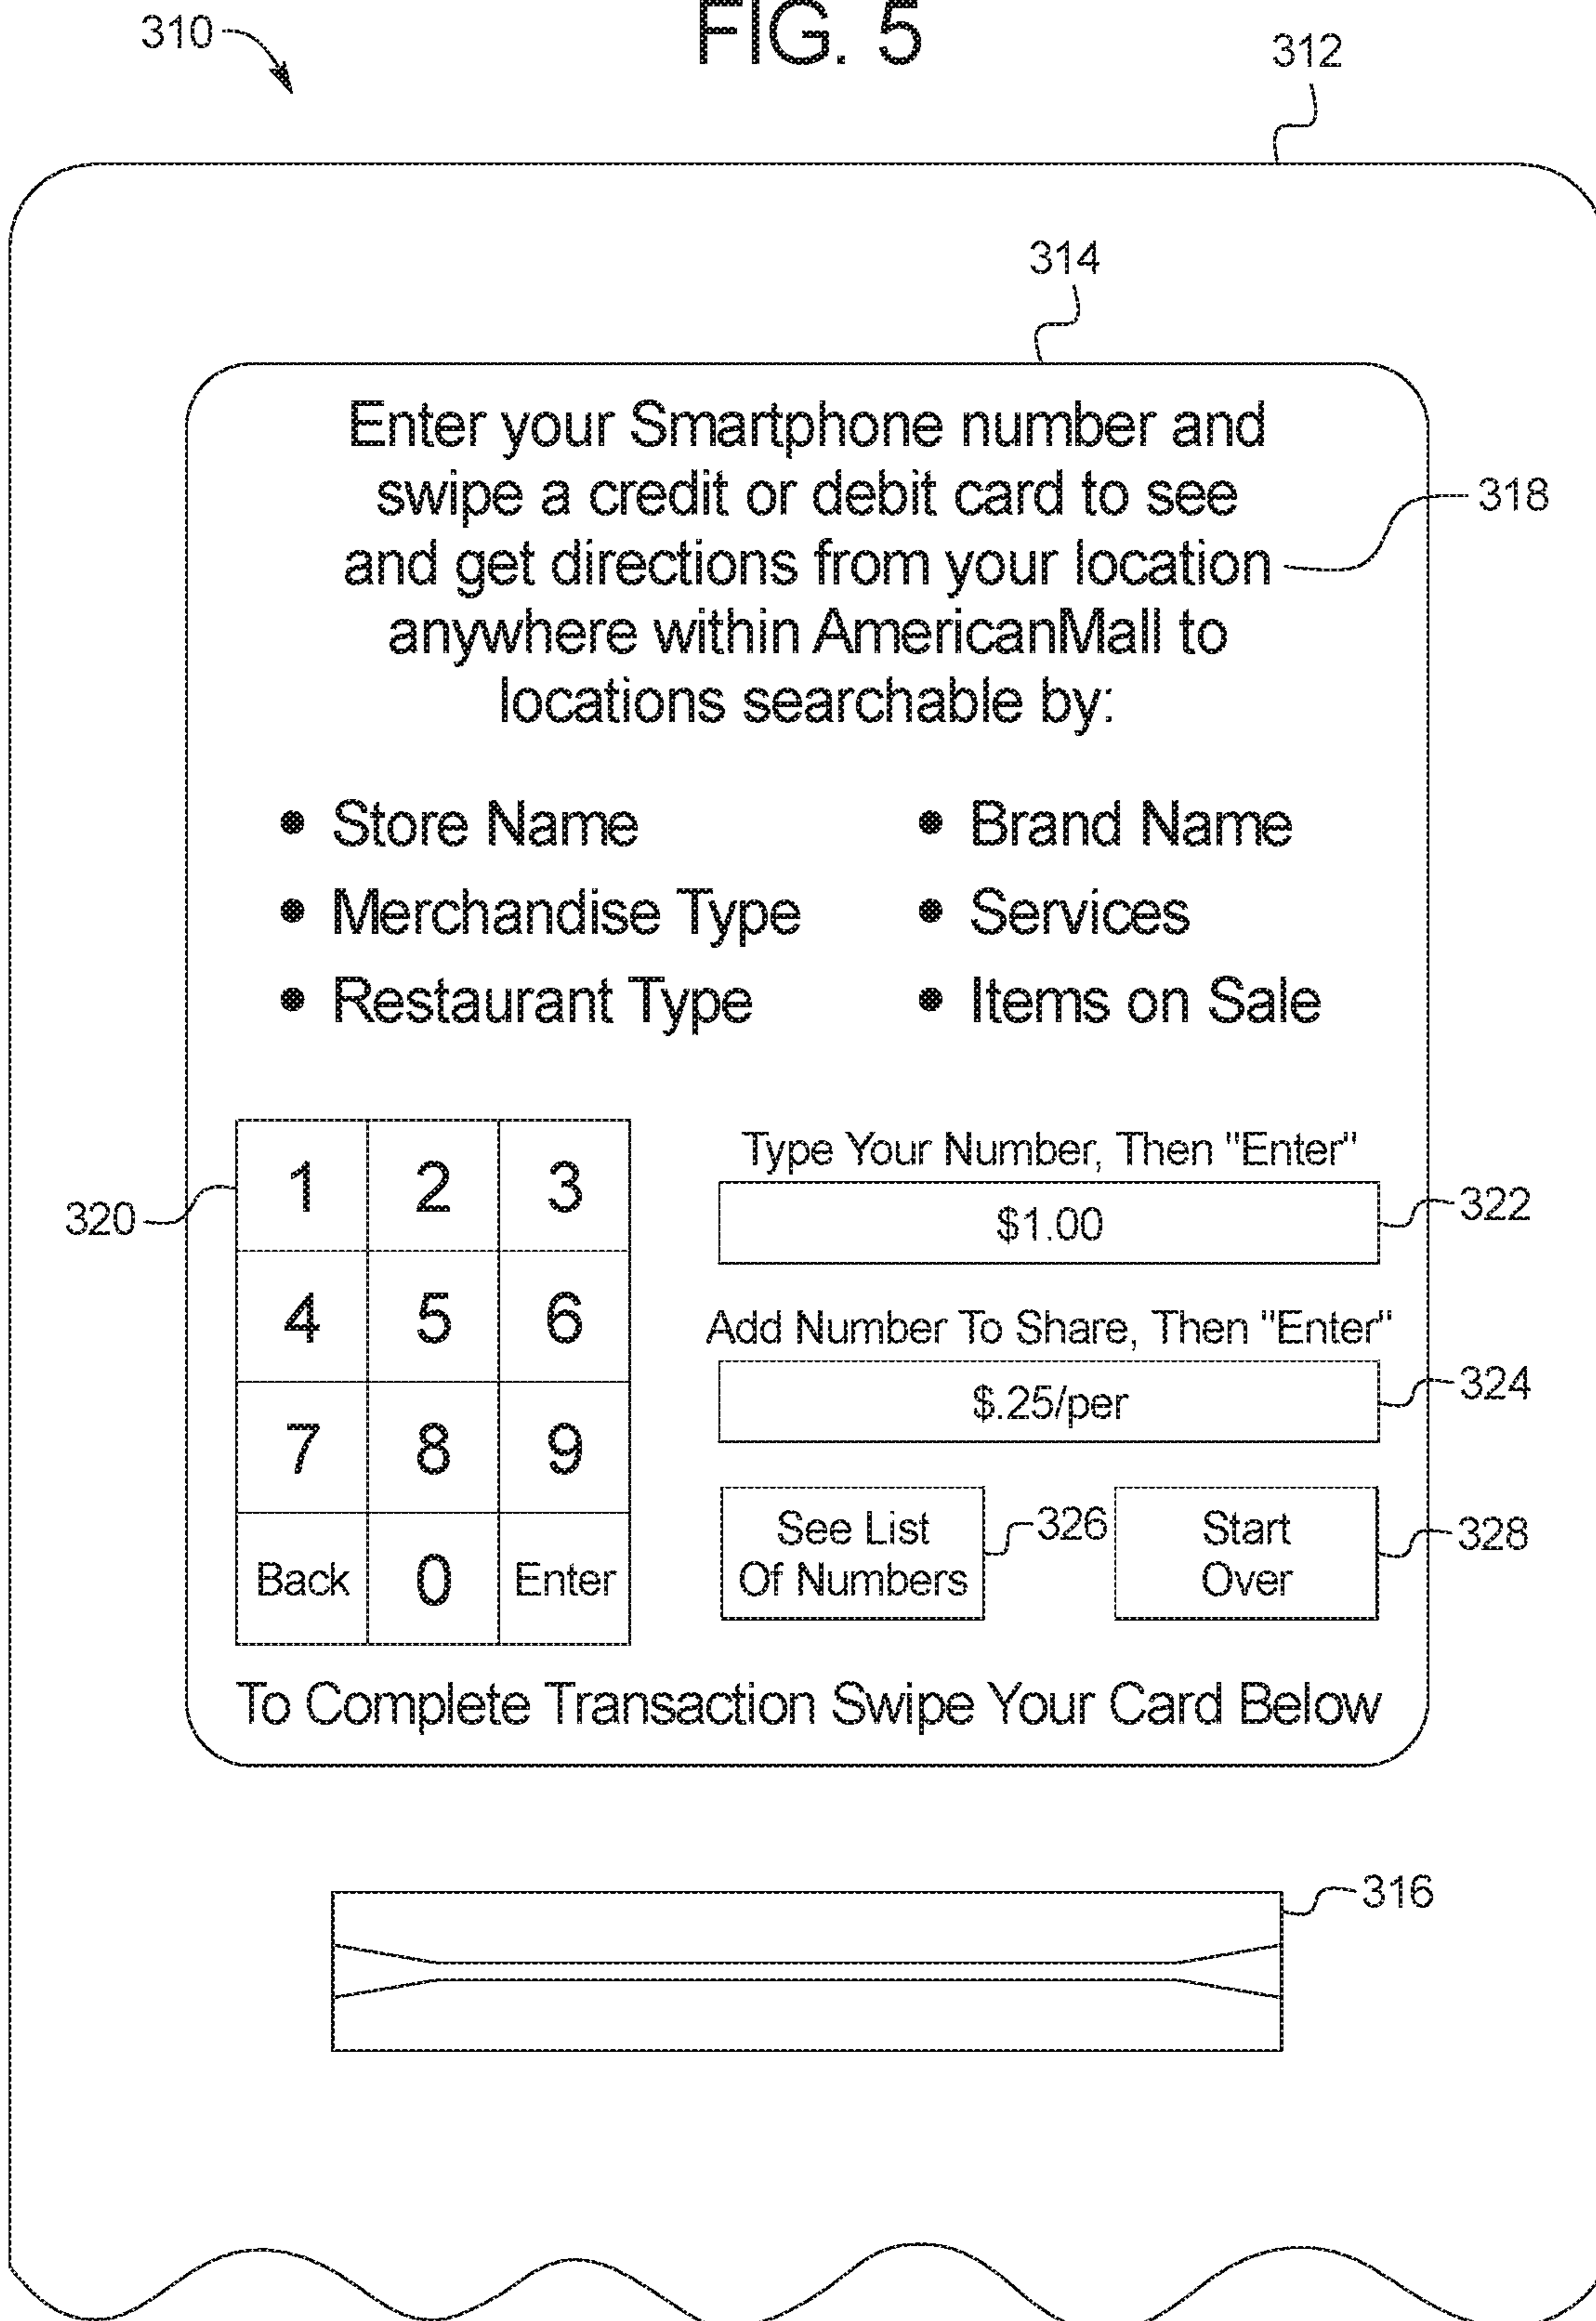 FIG. 5
310
312
314
Enter your Smartphone number and
swipe a credit or debit card to see
318
and get directions from your location
anywhere within AmericanMall to
locations searchable by:
• Store Name
• Brand Name
• Merchandise Type
• Services
• Restaurant Type
• Items on Sale
320
1 2 3
4 5 6
7 8 9
Back 0 Enter
Type Your Number, Then "Enter"
$1.00
322
Add Number To Share, Then "Enter"
$.25/per
324
See List
Of Numbers
326
Start
Over
328
To Complete Transaction Swipe Your Card Below
316